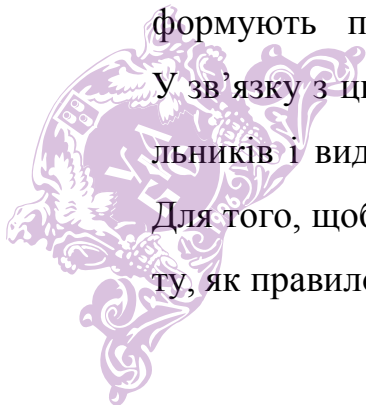 формують п
У зв’язку з ци
льників і вид
Для того, щоб
ту, як правило